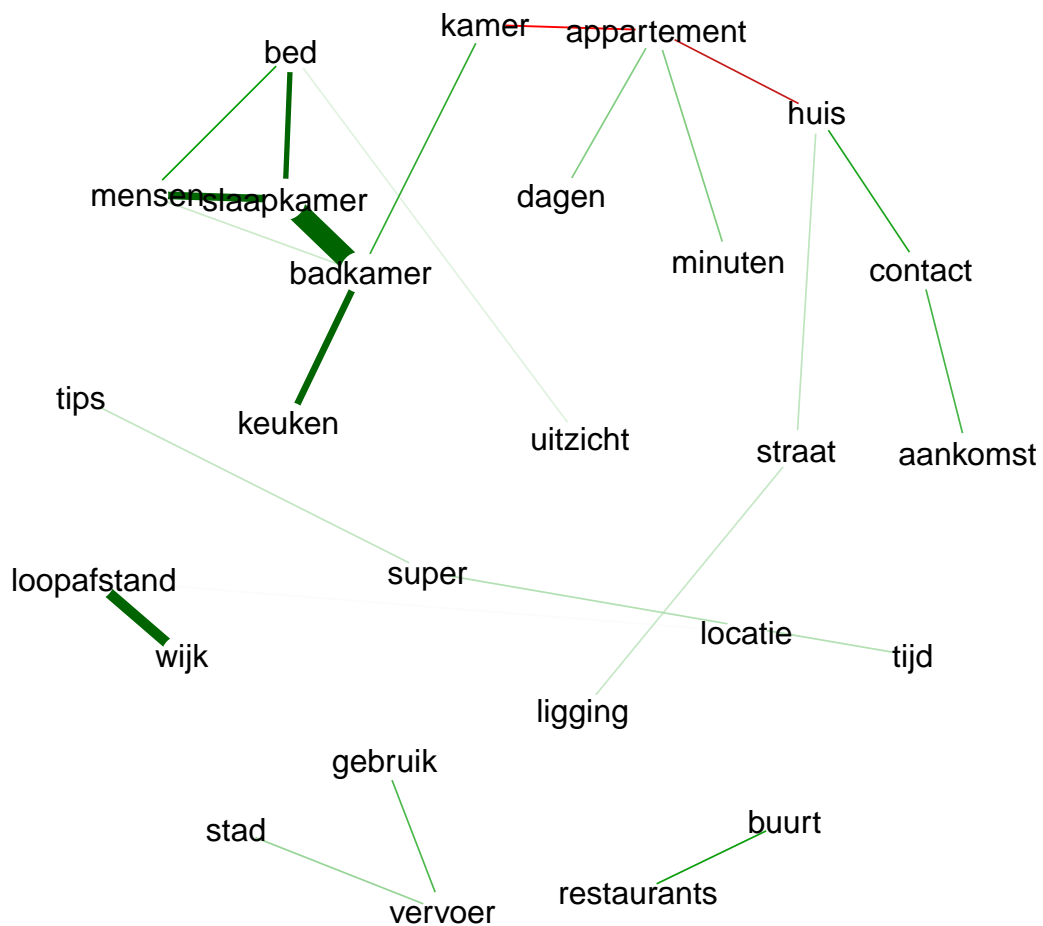 kamer
appartement
bed
huis
mensen
slaapkamer
dagen
badkamer
minuten
contact
tips
keuken
uitzicht
straat
aankomst
loopafstand
super
wijk
locatie
tijd
ligging
gebruik
stad
buurt
restaurants
vervoer